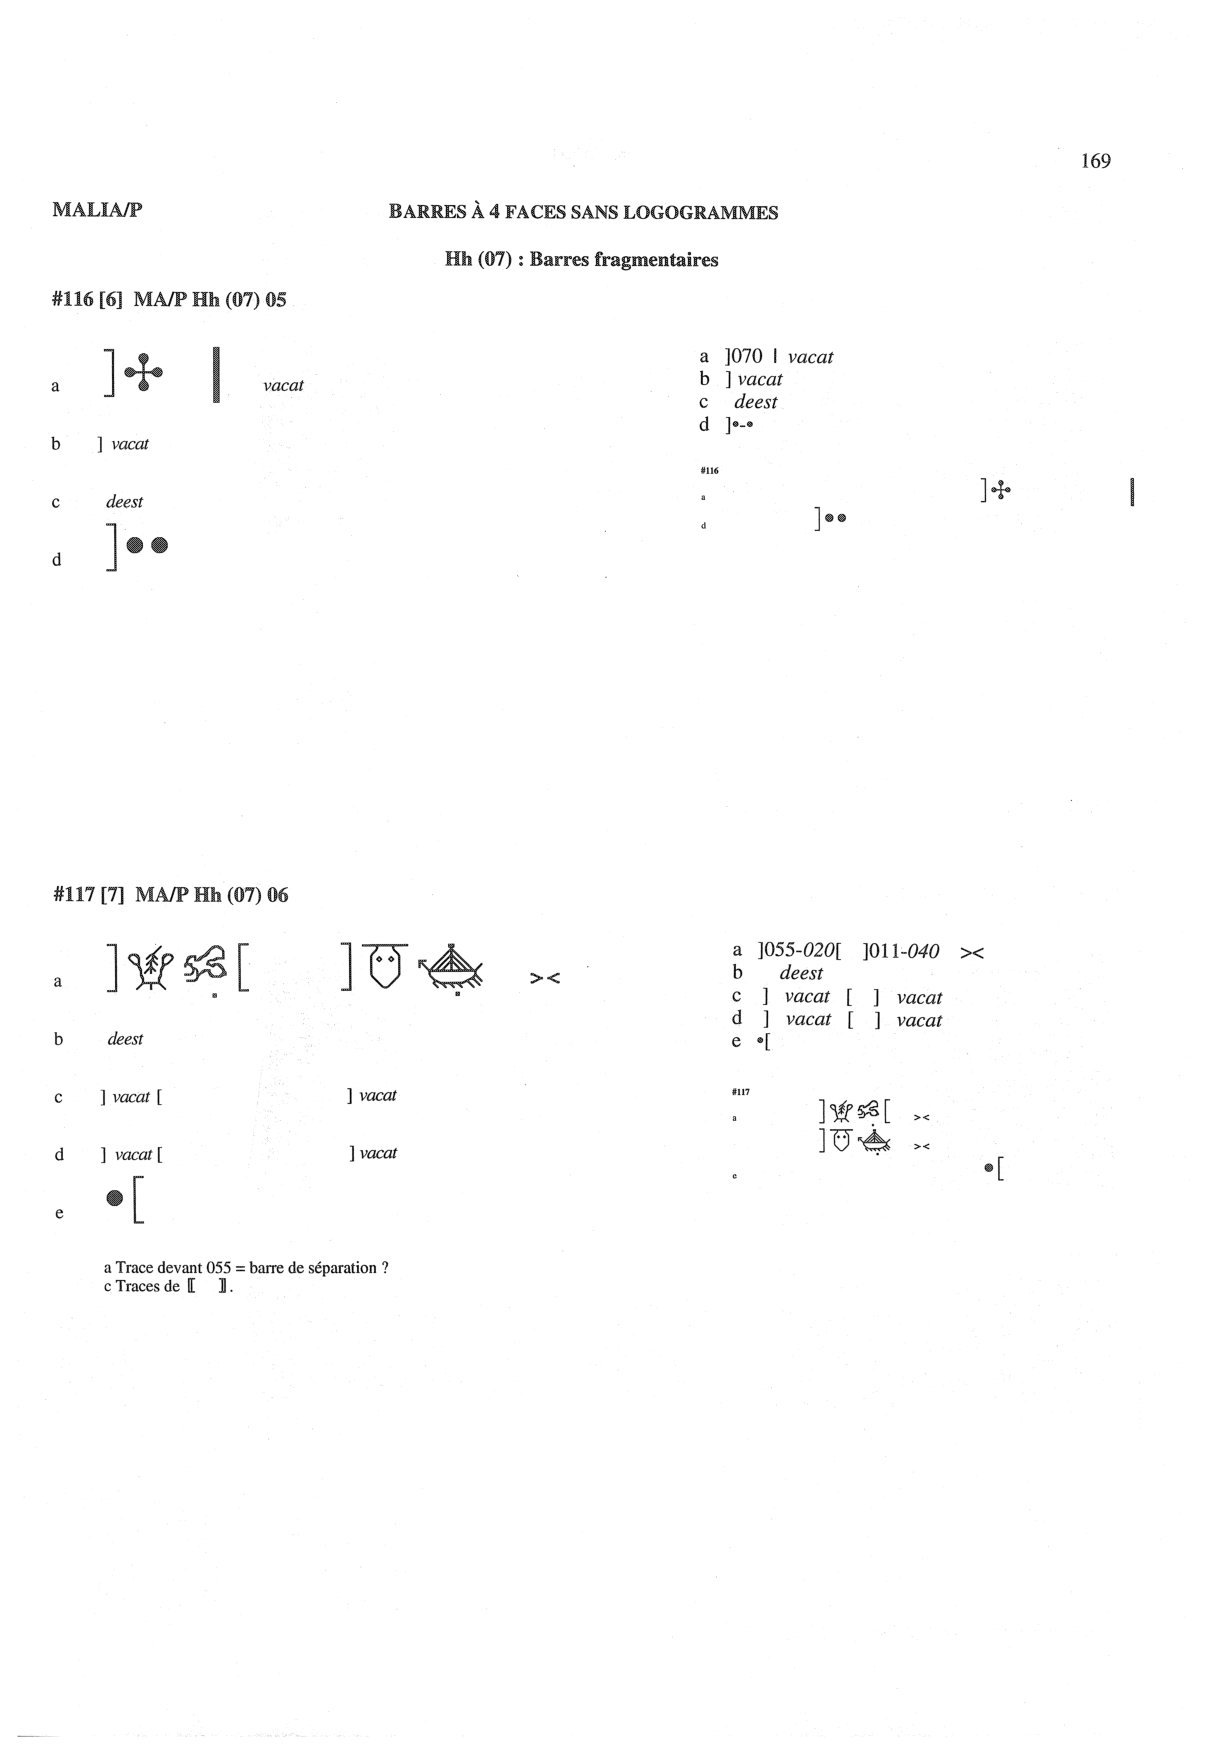 169
MALIA/P
BARRES À 4 FACES SANS LOGOGRAMMES
Hh (07) : Barres fragmentaires
#116 [6] MA/P Hh (07) 05
a ] | vacat
b ] vacat
c deest
d ]••
a ]070 | vacat
b ] vacat
c deest
d ]•-•
#116
a ] |
d ]••
#117 [7] MA/P Hh (07) 06
a ] [ ] ><
b deest
c ] vacat [ ] vacat
d ] vacat [ ] vacat
e •[
a Trace devant 055 = barre de séparation ?
c Traces de ⟦ ⟧.
a ]055-020[ ]011-040 ><
b deest
c ] vacat [ ] vacat
d ] vacat [ ] vacat
e •[
#117
a ] [ ><
] ><
e •[